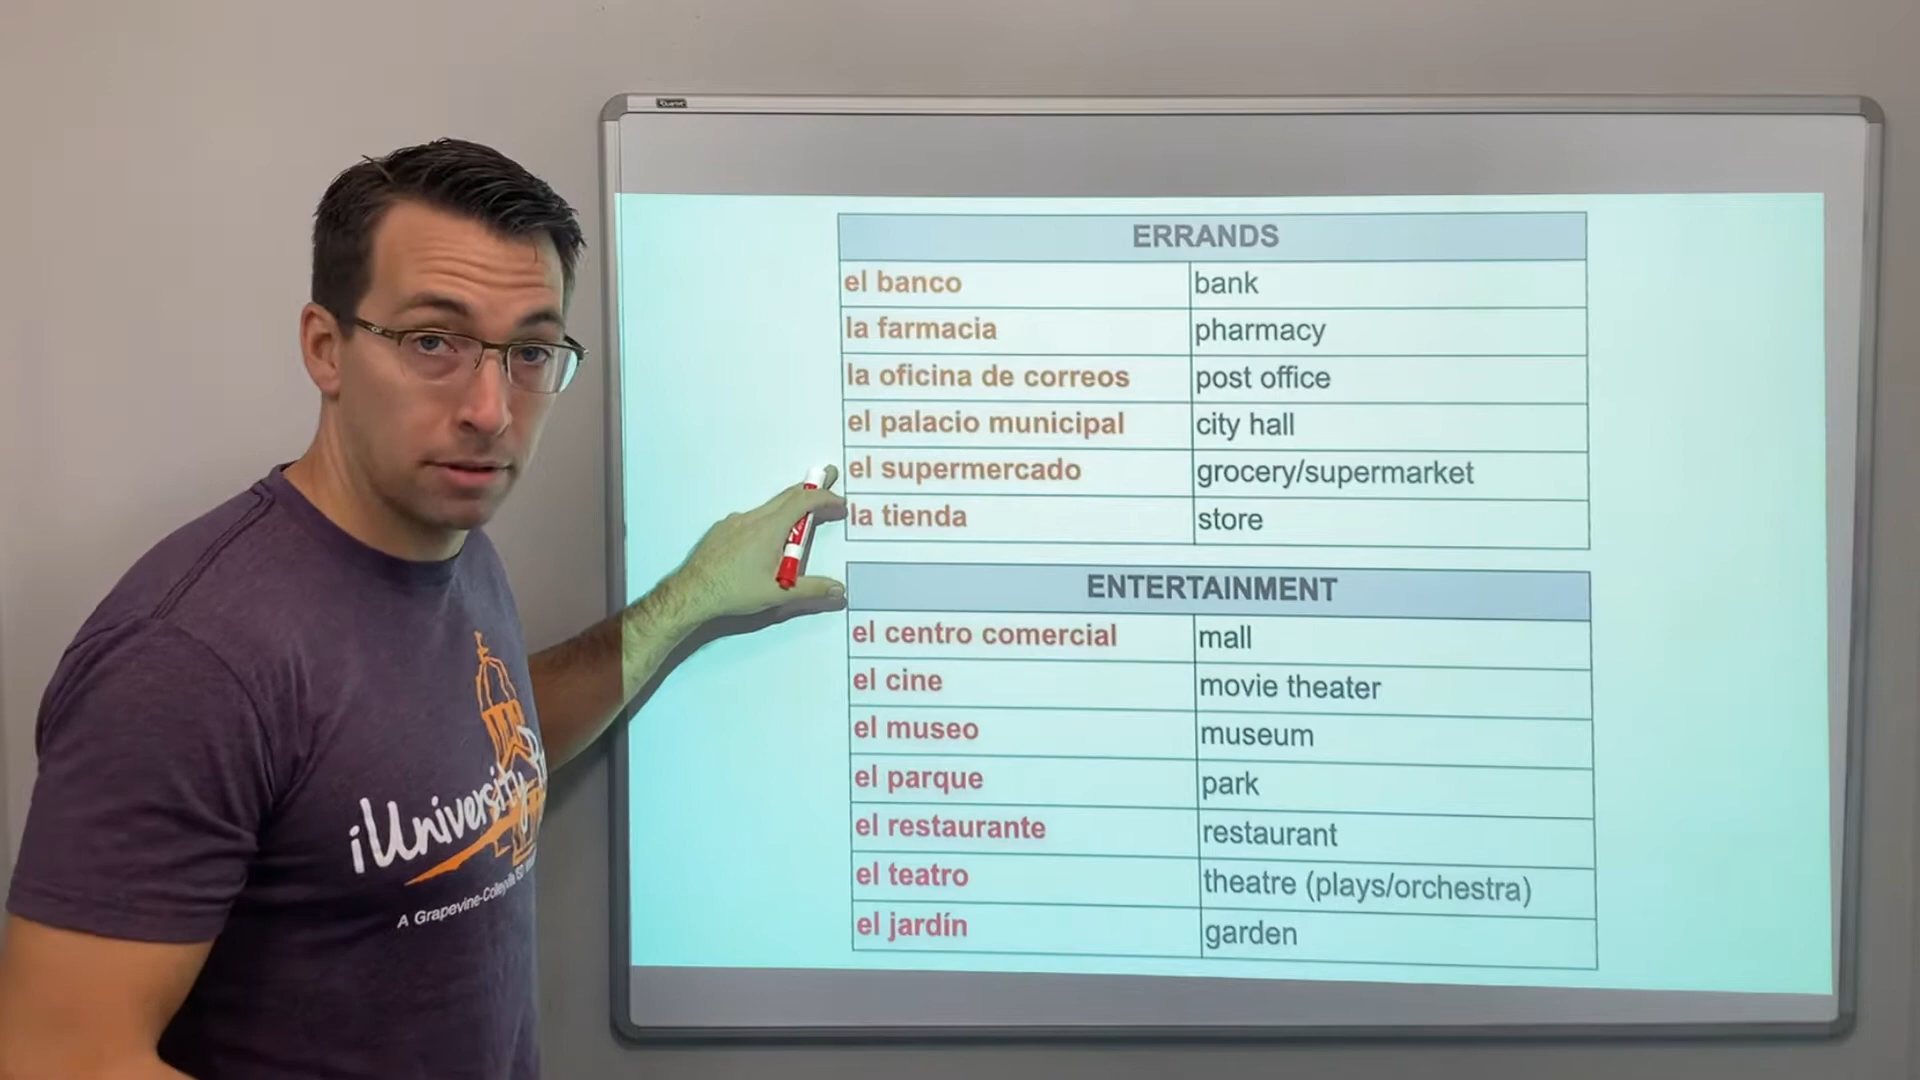 Quartet
ERRANDS
el banco bank
la farmacia pharmacy
la oficina de correos post office
el palacio municipal city hall
el supermercado grocery/supermarket
la tienda store
ENTERTAINMENT
el centro comercial mall
el cine movie theater
el museo museum
el parque park
el restaurante restaurant
el teatro theatre (plays/orchestra)
el jardín garden
iUniversity
A Grapevine-Colleyville ISD